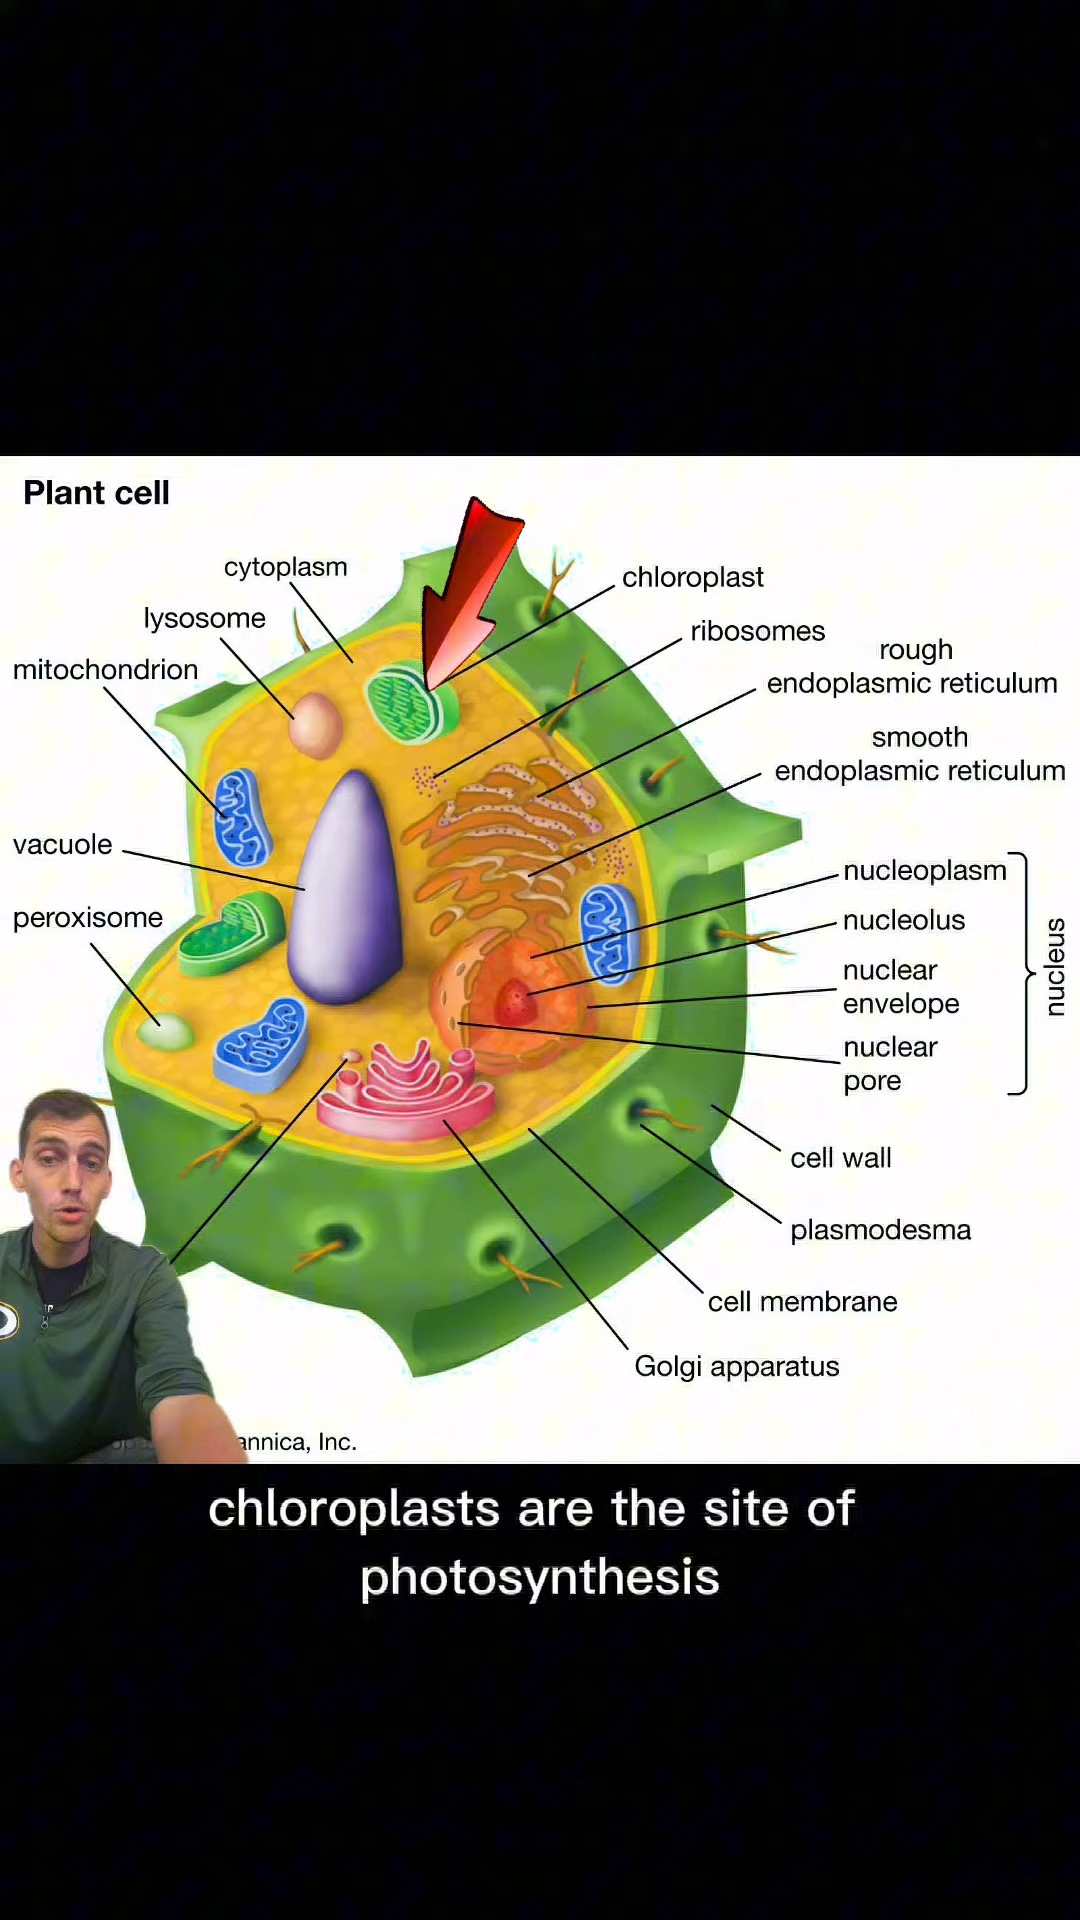 Plant cell
cytoplasm
chloroplast
lysosome
ribosomes
mitochondrion
rough
endoplasmic reticulum
smooth
endoplasmic reticulum
vacuole
nucleoplasm
peroxisome
nucleolus
nuclear
envelope
nucleus
nuclear
pore
cell wall
plasmodesma
cell membrane
Golgi apparatus
annica, Inc.
chloroplasts are the site of
photosynthesis